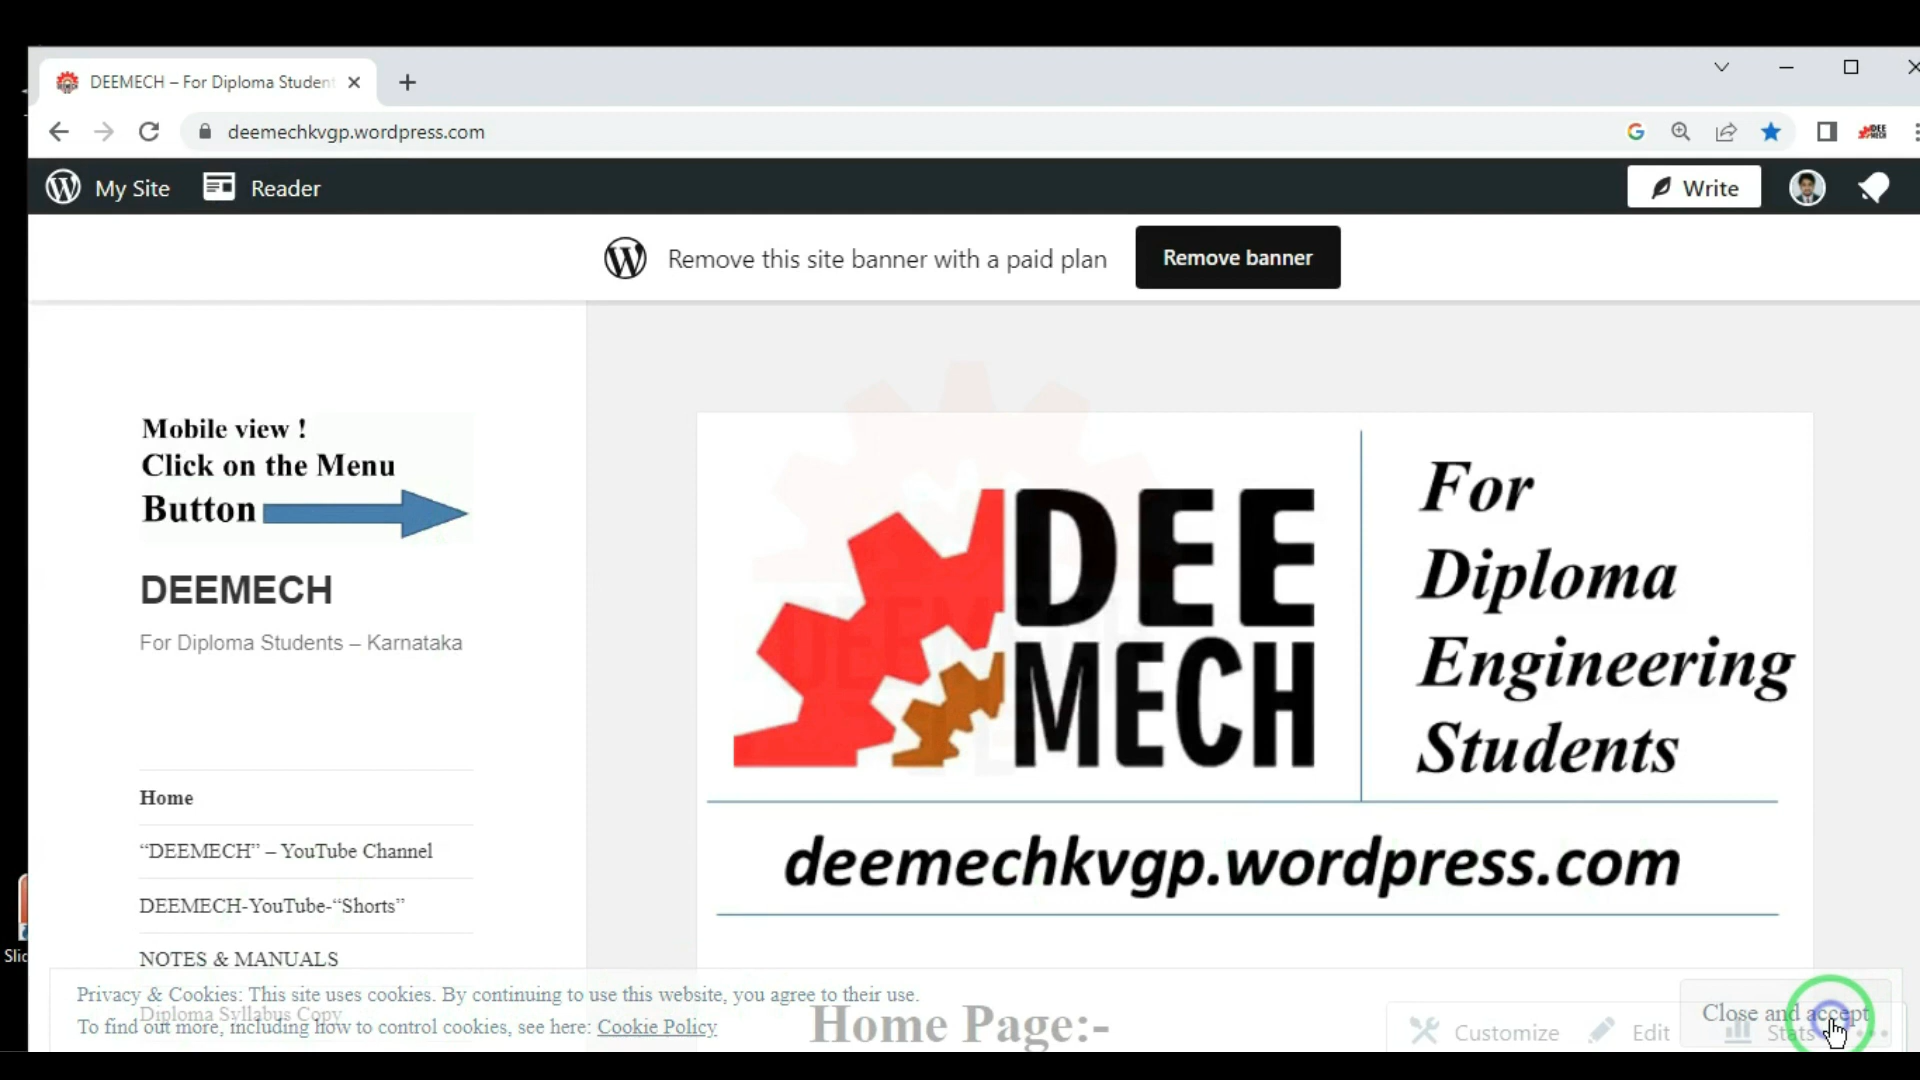 DEEMECH – For Diploma Student
deemechkvgp.wordpress.com
My Site
Reader
Write
Remove this site banner with a paid plan
Remove banner
Mobile view !
Click on the Menu
Button
DEEMECH
For Diploma Students – Karnataka
Home
“DEEMECH” – YouTube Channel
DEEMECH-YouTube-“Shorts”
NOTES & MANUALS
Diploma Syllabus Copy
DEE
MECH
For
Diploma
Engineering
Students
deemechkvgp.wordpress.com
Home Page:-
Privacy & Cookies: This site uses cookies. By continuing to use this website, you agree to their use.
To find out more, including how to control cookies, see here: Cookie Policy
Close and accept
Customize
Edit
Stats